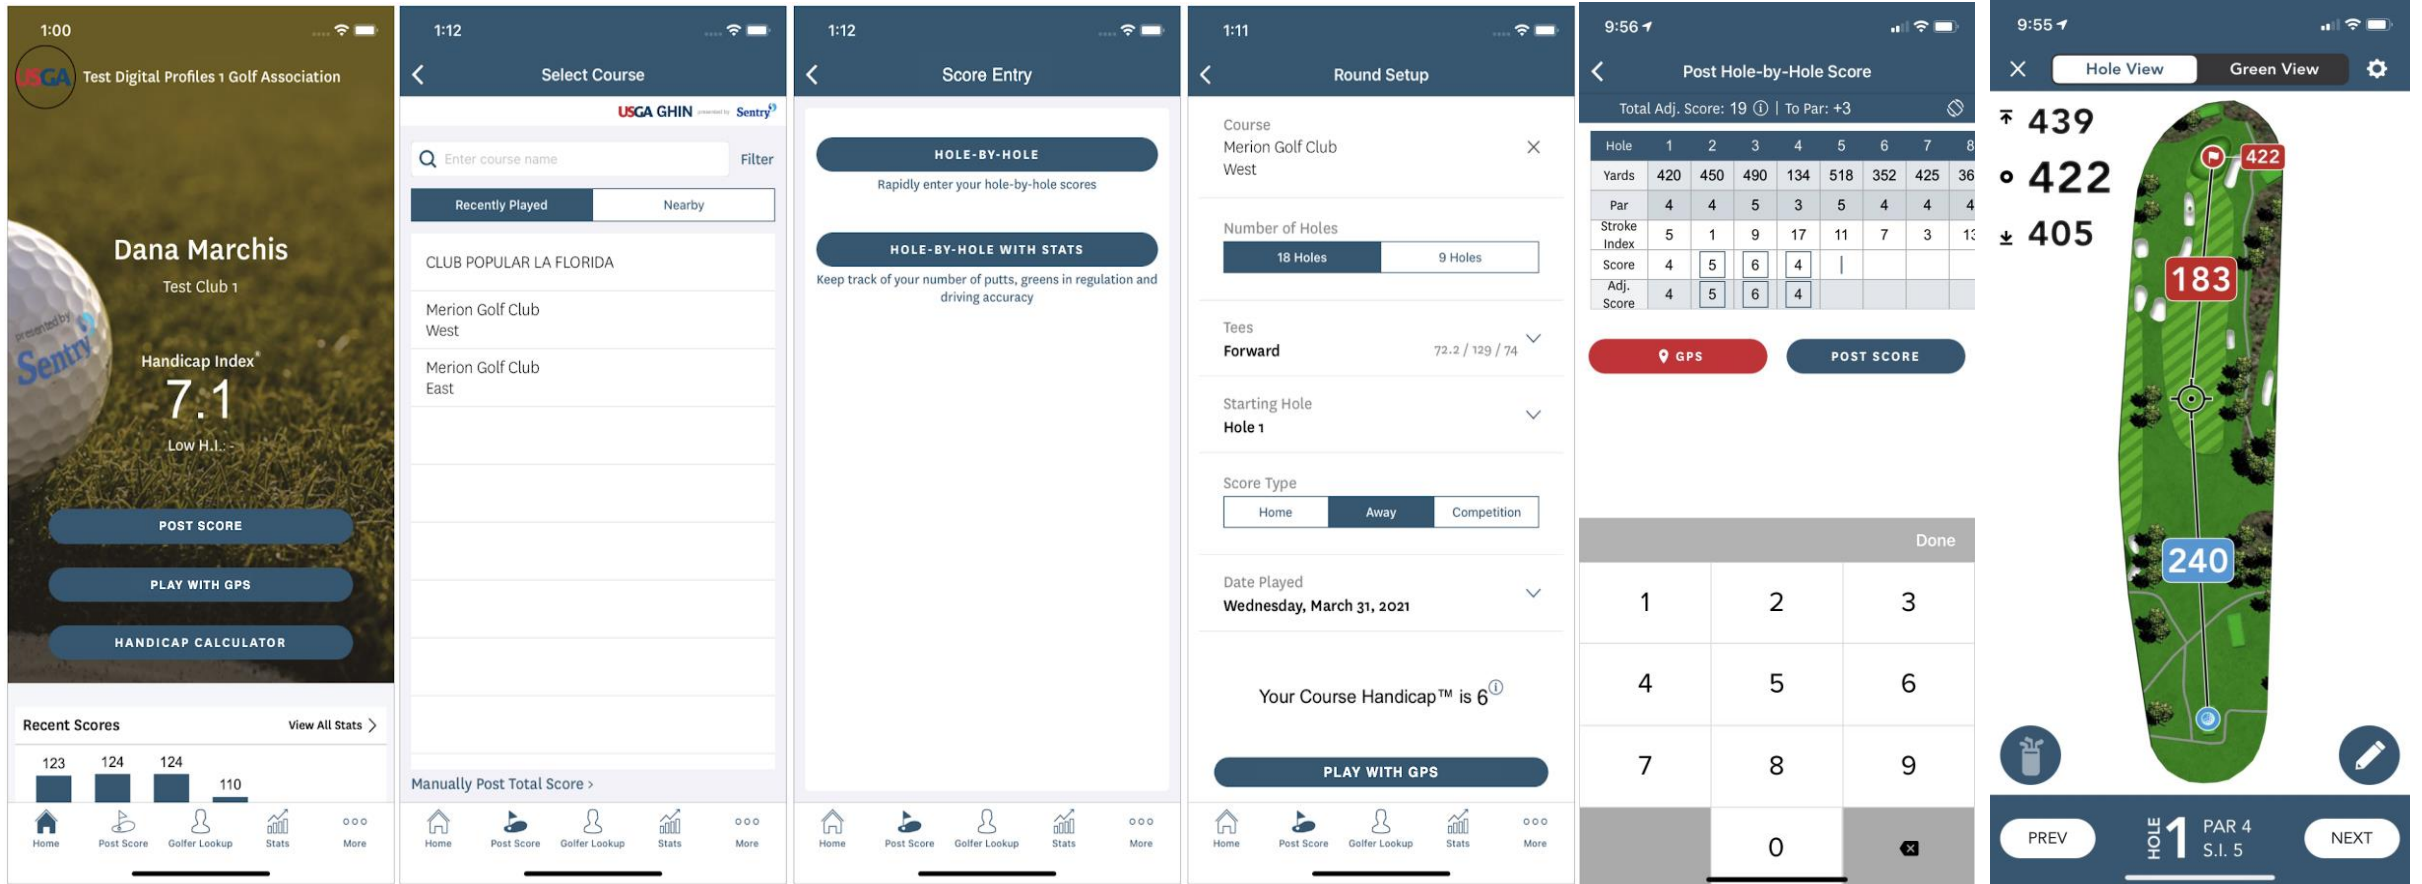 1:00
USGA
Test Digital Profiles 1 Golf Association
Dana Marchis
Test Club 1
presented by
Sentry
Handicap Index®
7.1
Low H.I.: -
POST SCORE
PLAY WITH GPS
HANDICAP CALCULATOR
Recent Scores
View All Stats >
123 124 124 110
Home Post Score Golfer Lookup Stats More
1:12
Select Course
USGA GHIN presented by Sentry
Enter course name
Filter
Recently Played Nearby
CLUB POPULAR LA FLORIDA
Merion Golf Club
West
Merion Golf Club
East
Manually Post Total Score >
Home Post Score Golfer Lookup Stats More
1:12
Score Entry
HOLE-BY-HOLE
Rapidly enter your hole-by-hole scores
HOLE-BY-HOLE WITH STATS
Keep track of your number of putts, greens in regulation and
driving accuracy
Home Post Score Golfer Lookup Stats More
1:11
Round Setup
Course
Merion Golf Club
West
Number of Holes
18 Holes 9 Holes
Tees
Forward 72.2 / 129 / 74
Starting Hole
Hole 1
Score Type
Home Away Competition
Date Played
Wednesday, March 31, 2021
Your Course Handicap™ is 6
PLAY WITH GPS
Home Post Score Golfer Lookup Stats More
9:56
Post Hole-by-Hole Score
Total Adj. Score: 19 | To Par: +3
Hole 1 2 3 4 5 6 7 8
Yards 420 450 490 134 518 352 425 36
Par 4 4 5 3 5 4 4 4
Stroke
Index 5 1 9 17 11 7 3 13
Score 4 5 6 4
Adj.
Score 4 5 6 4
GPS
POST SCORE
Done
1 2 3
4 5 6
7 8 9
0
9:55
Hole View Green View
439
422
405
422
183
240
PREV
HOLE 1
PAR 4
S.I. 5
NEXT